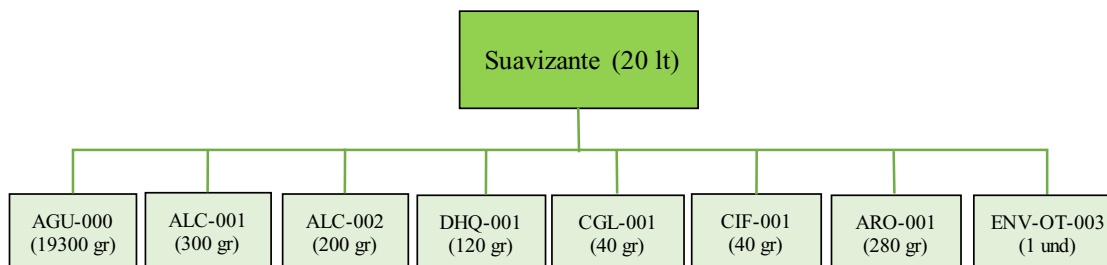 Suavizante (20 lt)
AGU-000
(19300 gr)
ALC-001
(300 gr)
ALC-002
(200 gr)
DHQ-001
(120 gr)
CGL-001
(40 gr)
CIF-001
(40 gr)
ARO-001
(280 gr)
ENV-OT-003
(1 und)